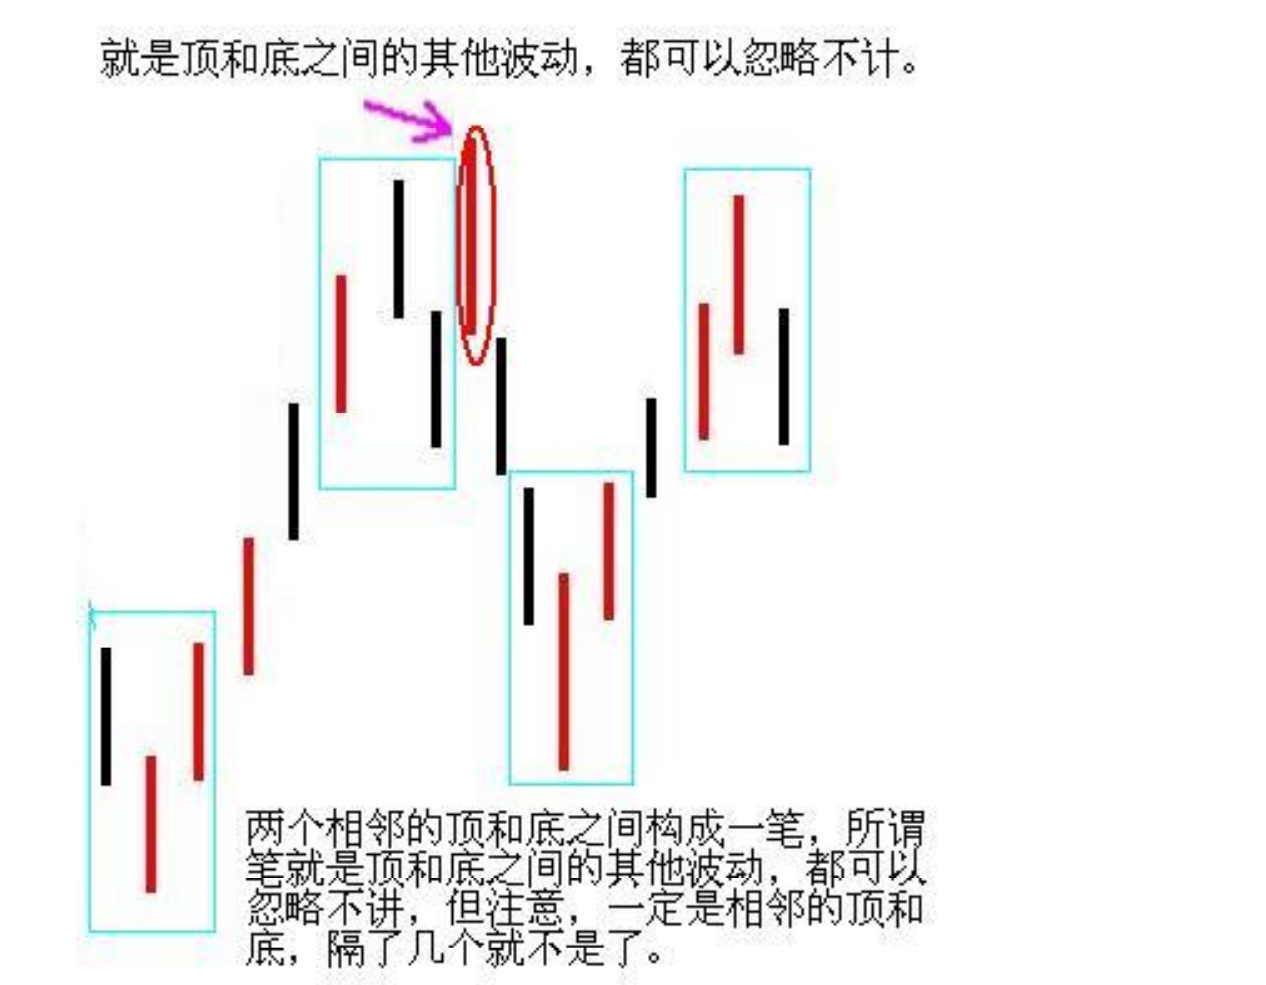 就是顶和底之间的其他波动，都可以忽略不计。
两个相邻的顶和底之间构成一笔，所谓
笔就是顶和底之间的其他波动，都可以
忽略不讲，但注意，一定是相邻的顶和
底，隔了几个就不是了。